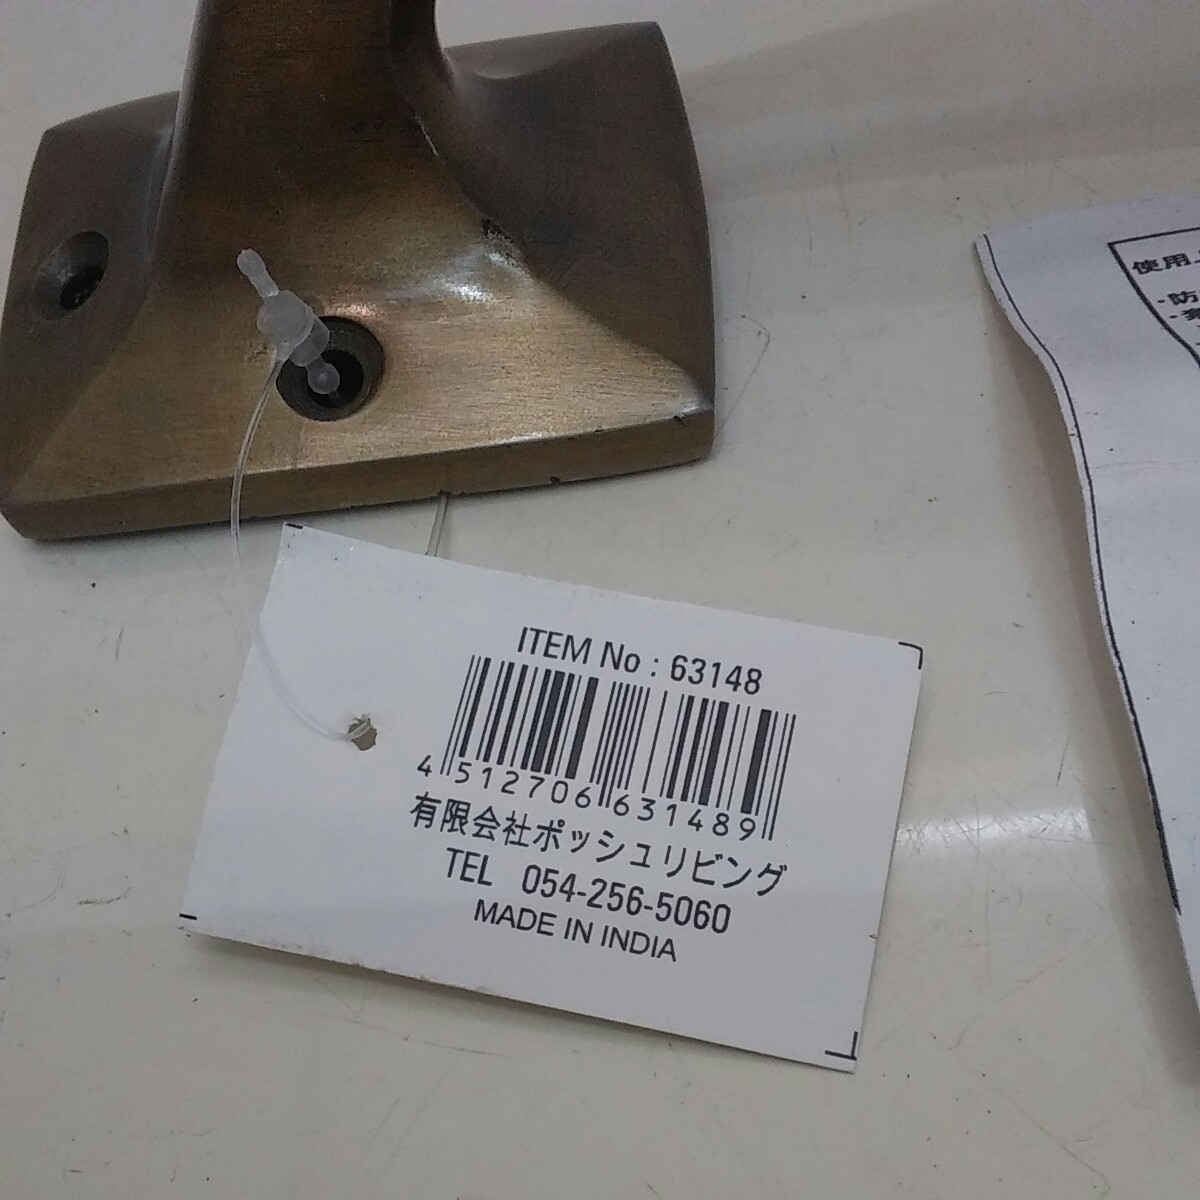 ITEM No : 63148
4 512706 631489
有限会社ポッシュリビング
TEL 054-256-5060
MADE IN INDIA
使用
・防